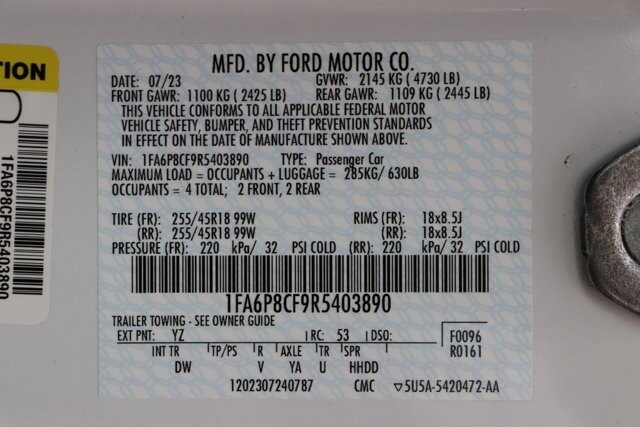 TION
1FA6P8CF9R5403890
MFD. BY FORD MOTOR CO.
DATE: 07/23 GVWR: 2145 KG ( 4730 LB)
FRONT GAWR: 1100 KG ( 2425 LB) REAR GAWR: 1109 KG ( 2445 LB)
THIS VEHICLE CONFORMS TO ALL APPLICABLE FEDERAL MOTOR
VEHICLE SAFETY, BUMPER, AND THEFT PREVENTION STANDARDS
IN EFFECT ON THE DATE OF MANUFACTURE SHOWN ABOVE.
VIN: 1FA6P8CF9R5403890 TYPE: Passenger Car
MAXIMUM LOAD = OCCUPANTS + LUGGAGE = 285KG/ 630LB
OCCUPANTS = 4 TOTAL; 2 FRONT, 2 REAR
TIRE (FR): 255/45R18 99W RIMS (FR): 18x8.5J
(RR): 255/45R18 99W (RR): 18x8.5J
PRESSURE (FR): 220 kPa/ 32 PSI COLD (RR): 220 kPa/ 32 PSI COLD
1FA6P8CF9R5403890
TRAILER TOWING - SEE OWNER GUIDE
EXT PNT: YZ RC: 53 DSO: F0096
INT TR TP/PS R AXLE TR SPR R0161
DW V YA U HHDD
1202307240787 CMC ▽5U5A-5420472-AA